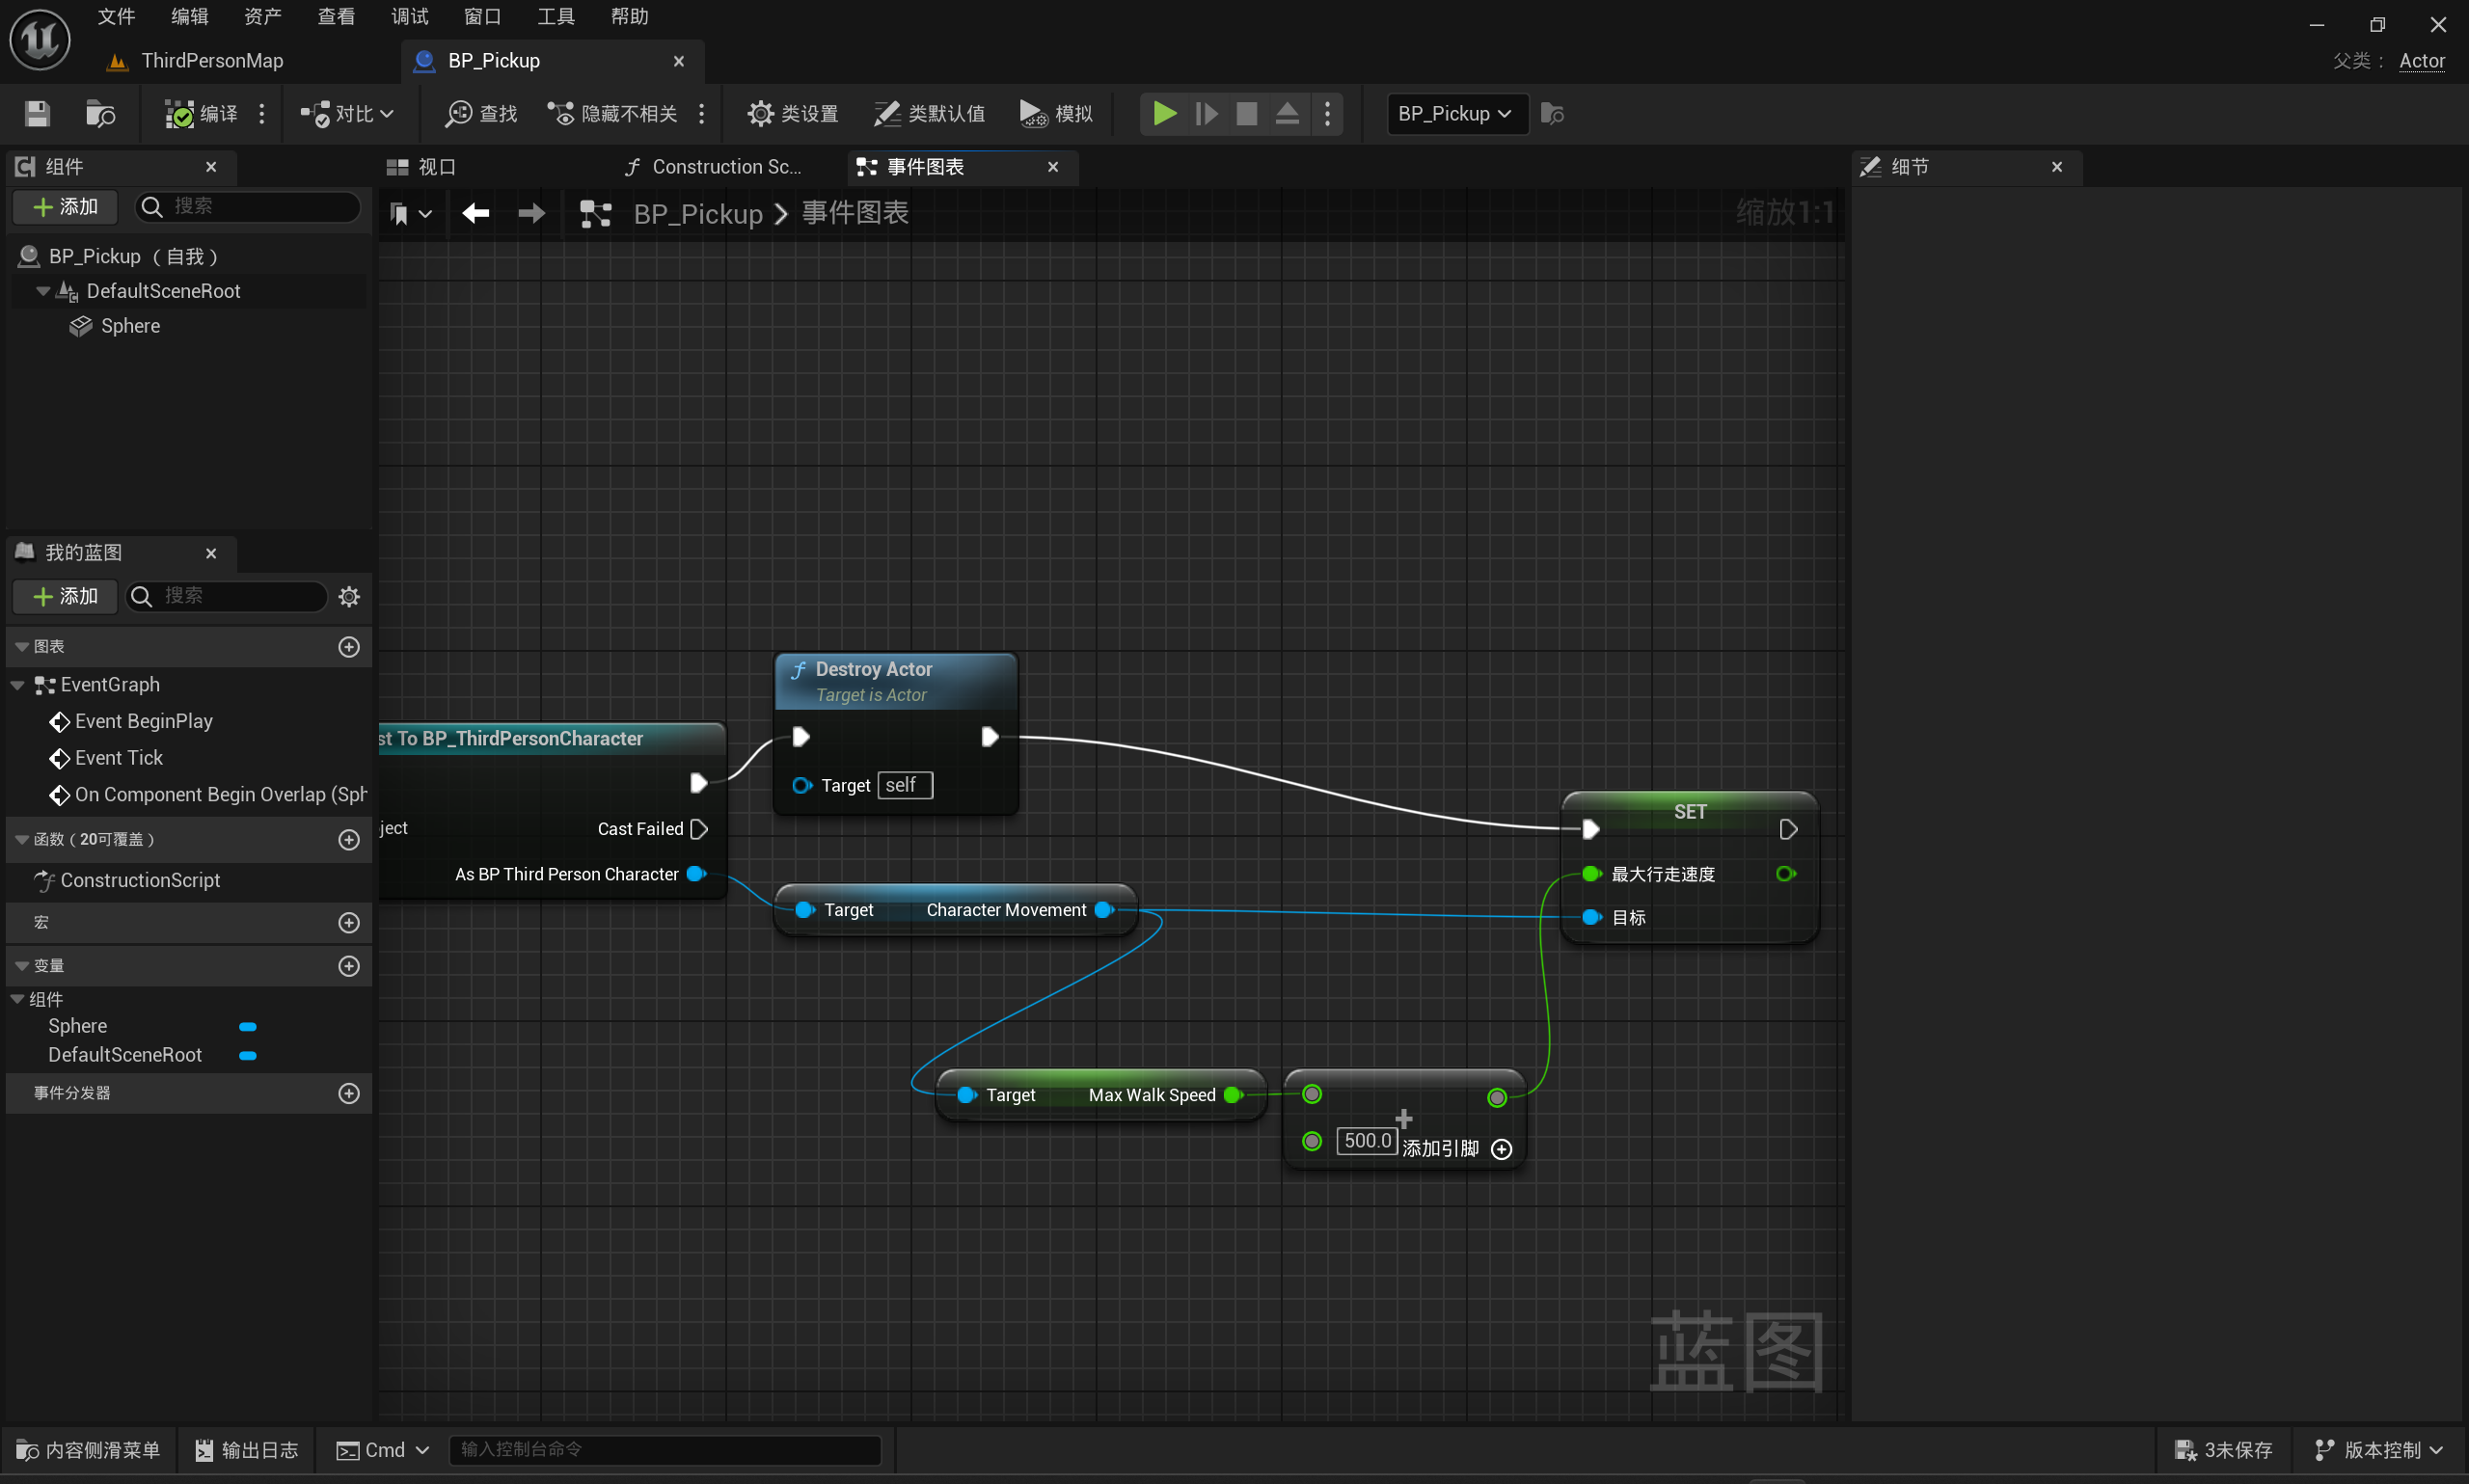 文件 编辑 资产 查看 调试 窗口 工具 帮助
ThirdPersonMap
BP_Pickup
父类： Actor
编译
对比
查找
隐藏不相关
类设置
类默认值
模拟
BP_Pickup
组件
添加
搜索
BP_Pickup （自我）
DefaultSceneRoot
Sphere
我的蓝图
添加
搜索
图表
EventGraph
Event BeginPlay
Event Tick
On Component Begin Overlap (Sph
函数（20可覆盖）
ConstructionScript
宏
变量
组件
Sphere
DefaultSceneRoot
事件分发器
视口
Construction Sc...
事件图表
BP_Pickup
事件图表
缩放1:1
st To BP_ThirdPersonCharacter
ject
Cast Failed
As BP Third Person Character
Destroy Actor
Target is Actor
Target self
Target
Character Movement
Target
Max Walk Speed
500.0
添加引脚
SET
最大行走速度
目标
蓝图
细节
内容侧滑菜单
输出日志
Cmd
输入控制台命令
3未保存
版本控制